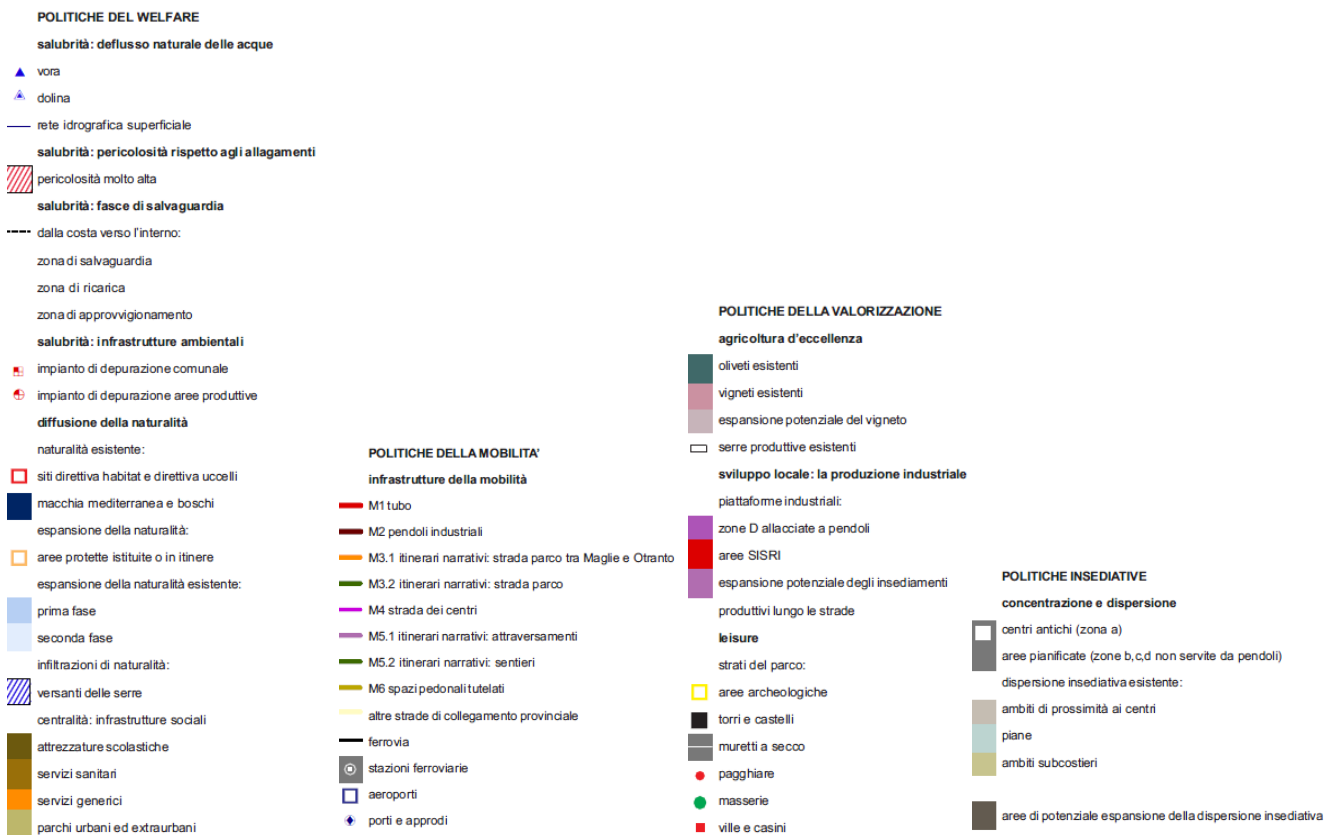 POLITICHE DEL WELFARE
salubrità: deflusso naturale delle acque
vora
dolina
rete idrografica superficiale
salubrità: pericolosità rispetto agli allagamenti
pericolosità molto alta
salubrità: fasce di salvaguardia
dalla costa verso l'interno:
zona di salvaguardia
zona di ricarica
zona di approvvigionamento
salubrità: infrastrutture ambientali
impianto di depurazione comunale
impianto di depurazione aree produttive
diffusione della naturalità
naturalità esistente:
siti direttiva habitat e direttiva uccelli
macchia mediterranea e boschi
espansione della naturalità:
aree protette istituite o in itinere
espansione della naturalità esistente:
prima fase
seconda fase
infiltrazioni di naturalità:
versanti delle serre
centralità: infrastrutture sociali
attrezzature scolastiche
servizi sanitari
servizi generici
parchi urbani ed extraurbani
POLITICHE DELLA MOBILITA'
infrastrutture della mobilità
M1 tubo
M2 pendoli industriali
M3.1 itinerari narrativi: strada parco tra Maglie e Otranto
M3.2 itinerari narrativi: strada parco
M4 strada dei centri
M5.1 itinerari narrativi: attraversamenti
M5.2 itinerari narrativi: sentieri
M6 spazi pedonali tutelati
altre strade di collegamento provinciale
ferrovia
stazioni ferroviarie
aeroporti
porti e approdi
POLITICHE DELLA VALORIZZAZIONE
agricoltura d'eccellenza
oliveti esistenti
vigneti esistenti
espansione potenziale del vigneto
serre produttive esistenti
sviluppo locale: la produzione industriale
piattaforme industriali:
zone D allacciate a pendoli
aree SISRI
espansione potenziale degli insediamenti
produttivi lungo le strade
leisure
strati del parco:
aree archeologiche
torri e castelli
muretti a secco
pagghiare
masserie
ville e casini
POLITICHE INSEDIATIVE
concentrazione e dispersione
centri antichi (zona a)
aree pianificate (zone b,c,d non servite da pendoli)
dispersione insediativa esistente:
ambiti di prossimità ai centri
piane
ambiti subcostieri
aree di potenziale espansione della dispersione insediativa